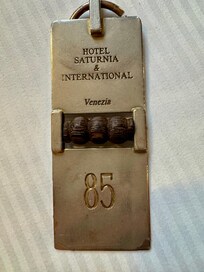 HOTEL
SATURNIA
&
INTERNATIONAL
Venezia
85